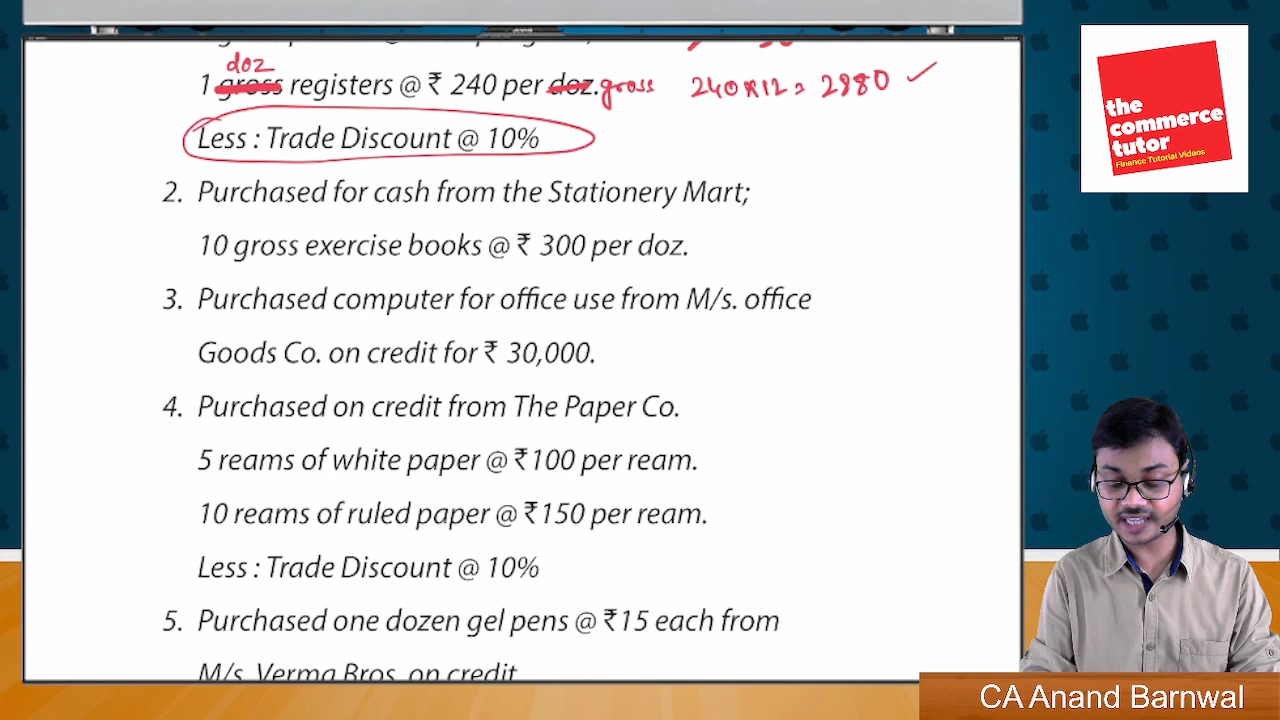 doz
1 gross registers @ ₹ 240 per doz. gross 240 x 12 = 2880 ✓
Less : Trade Discount @ 10%
2. Purchased for cash from the Stationery Mart;
10 gross exercise books @ ₹ 300 per doz.
3. Purchased computer for office use from M/s. office
Goods Co. on credit for ₹ 30,000.
4. Purchased on credit from The Paper Co.
5 reams of white paper @ ₹100 per ream.
10 reams of ruled paper @ ₹150 per ream.
Less : Trade Discount @ 10%
5. Purchased one dozen gel pens @ ₹15 each from
M/s. Verma Bros. on credit
the
commerce
tutor
Finance Tutorial Videos
CA Anand Barnwal